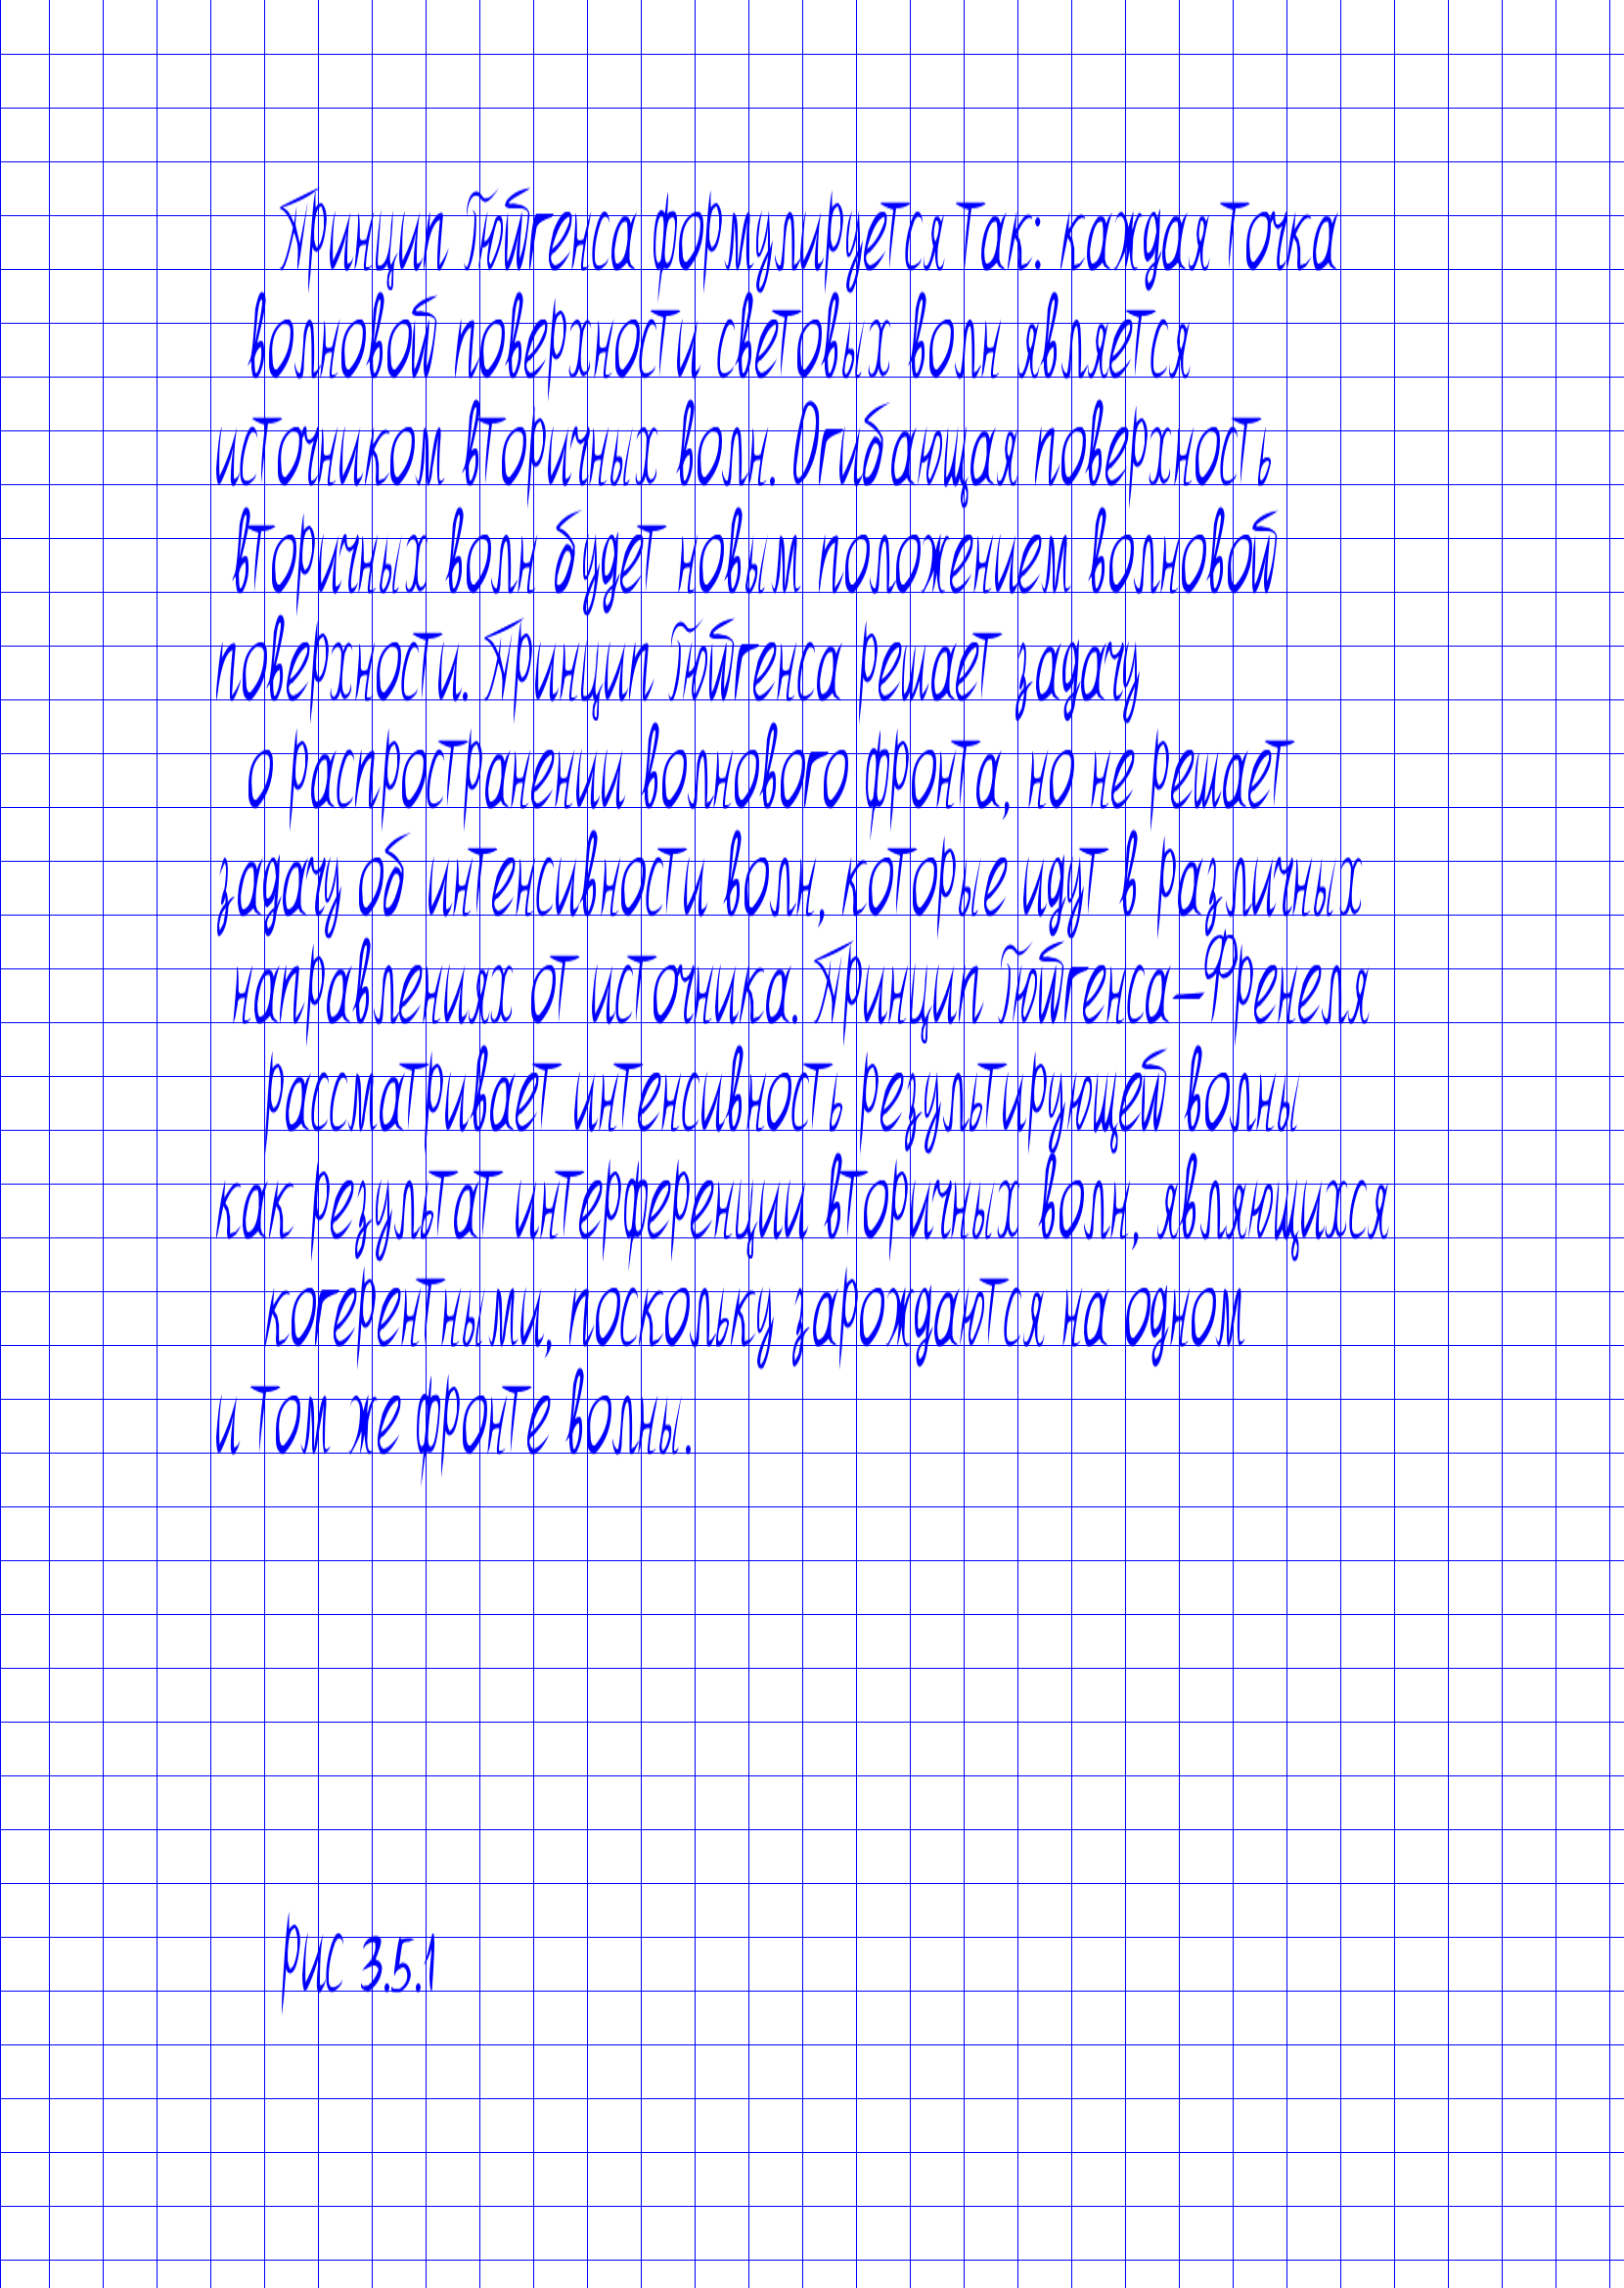 Принцип Гюйгенса формулируется так: каждая точка
волновой поверхности световых волн является
источником вторичных волн. Огибающая поверхность
вторичных волн будет новым положением волновой
поверхности. Принцип Гюйгенса решает задачу
о распространении волнового фронта, но не решает
задачу об интенсивности волн, которые идут в различных
направлениях от источника. Принцип Гюйгенса-Френеля
рассматривает интенсивность результирующей волны
как результат интерференции вторичных волн, являющихся
когерентными, поскольку зарождаются на одном
и том же фронте волны.
рис 3.5.1